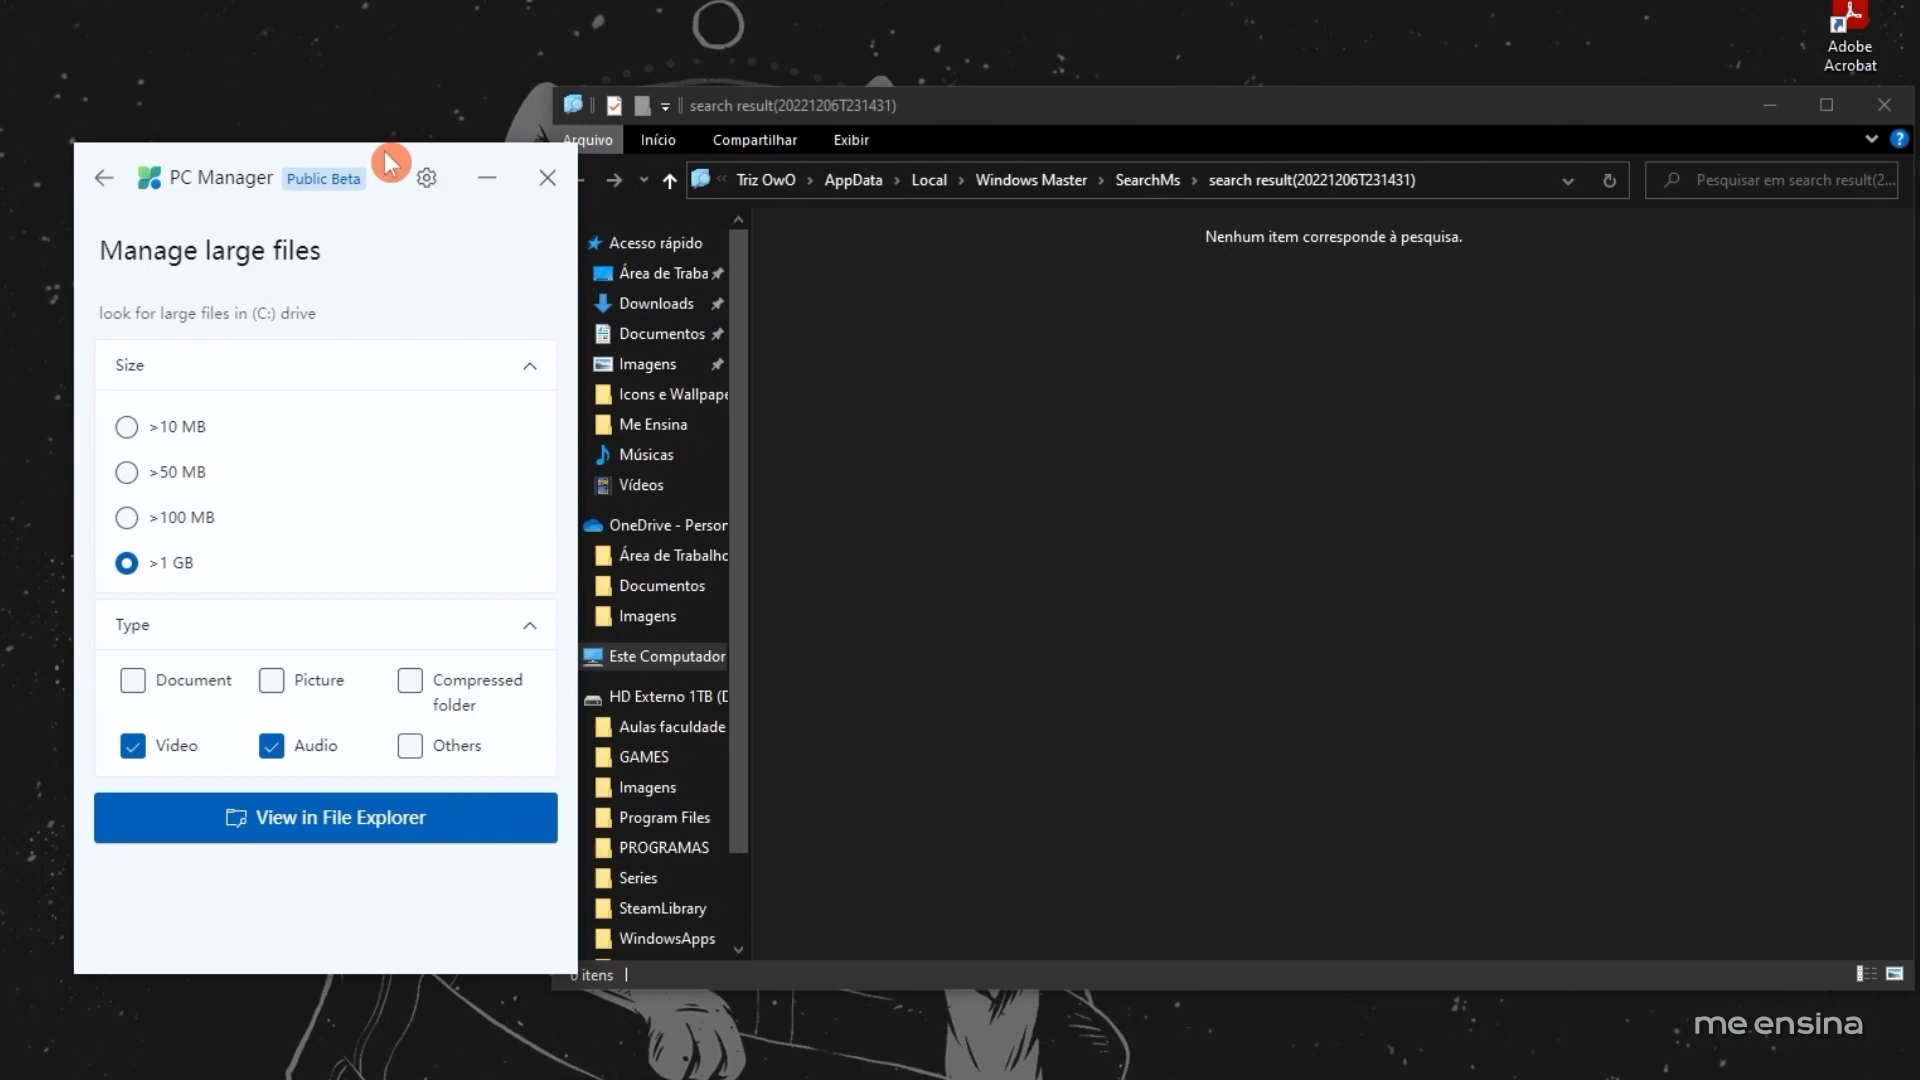 Adobe
Acrobat
search result(20221206T231431)
Arquivo
Início
Compartilhar
Exibir
Triz OwO
AppData
Local
Windows Master
SearchMs
search result(20221206T231431)
Pesquisar em search result(2...
PC Manager
Public Beta
Manage large files
look for large files in (C:) drive
Size
>10 MB
>50 MB
>100 MB
>1 GB
Type
Document
Picture
Compressed
folder
Video
Audio
Others
View in File Explorer
Acesso rápido
Área de Traba
Downloads
Documentos
Imagens
Icons e Wallpape
Me Ensina
Músicas
Vídeos
OneDrive - Person
Área de Trabalho
Documentos
Imagens
Este Computador
HD Externo 1TB (D
Aulas faculdade
GAMES
Imagens
Program Files
PROGRAMAS
Series
SteamLibrary
WindowsApps
Nenhum item corresponde à pesquisa.
0 itens
me ensina